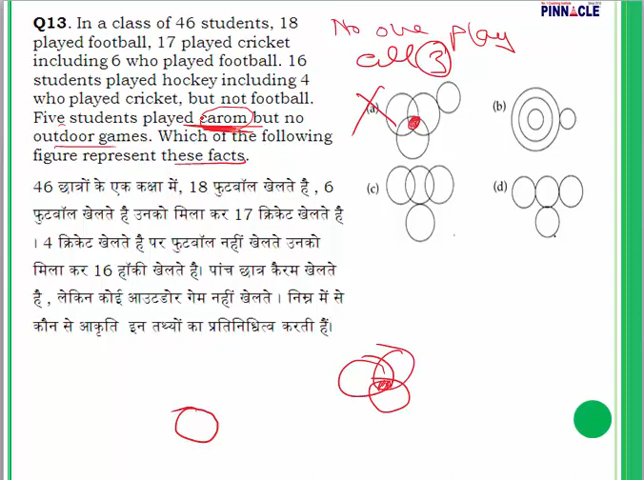 PINNACLE
Q13. In a class of 46 students, 18
played football, 17 played cricket
including 6 who played football. 16
students played hockey including 4
who played cricket, but not football.
Five students played carom but no
outdoor games. Which of the following
figure represent these facts.
No one play
all 3
(a)
(b)
(c)
(d)
46 छात्रों के एक कक्षा में, 18 फुटबॉल खेलते है , 6
फुटबॉल खेलते है उनको मिला कर 17 क्रिकेट खेलते है
। 4 क्रिकेट खेलते है पर फुटबॉल नहीं खेलते उनको
मिला कर 16 हॉकी खेलते है। पांच छात्र कैरम खेलते
है , लेकिन कोई आउटडोर गेम नहीं खेलते । निम्न में से
कौन से आकृति इन तथ्यों का प्रतिनिधित्व करती हैं।